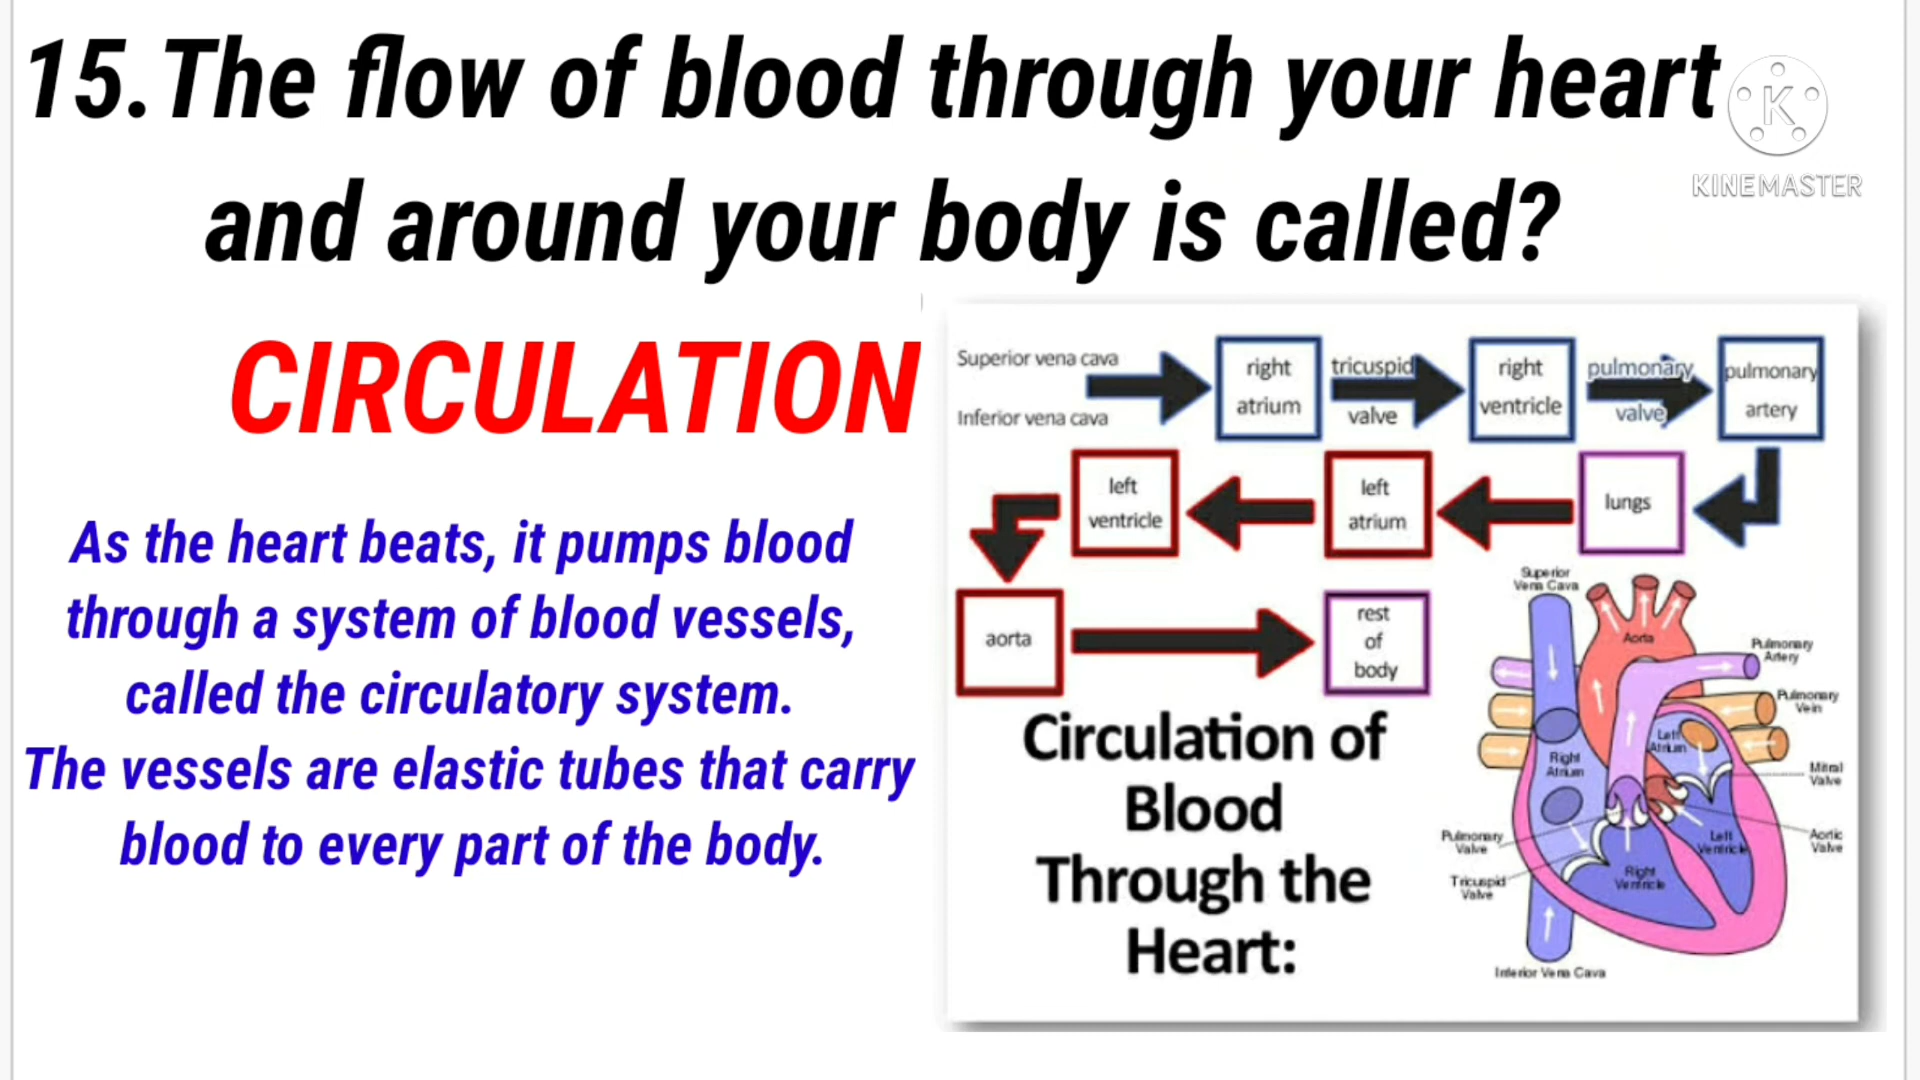 15.The flow of blood through your heart
and around your body is called?
KINEMASTER
CIRCULATION
As the heart beats, it pumps blood
through a system of blood vessels,
called the circulatory system.
The vessels are elastic tubes that carry
blood to every part of the body.
Superior vena cava
Inferior vena cava
right
atrium
tricuspid
valve
right
ventricle
pulmonary
valve
pulmonary
artery
left
ventricle
left
atrium
lungs
aorta
rest
of
body
Circulation of
Blood
Through the
Heart:
Superior
Vena Cava
Aorta
Pulmonary
Artery
Pulmonary
Vein
Left
Atrium
Right
Atrium
Mitral
Valve
Pulmonary
Valve
Left
Ventricle
Aortic
Valve
Tricuspid
Valve
Right
Ventricle
Inferior Vena Cava